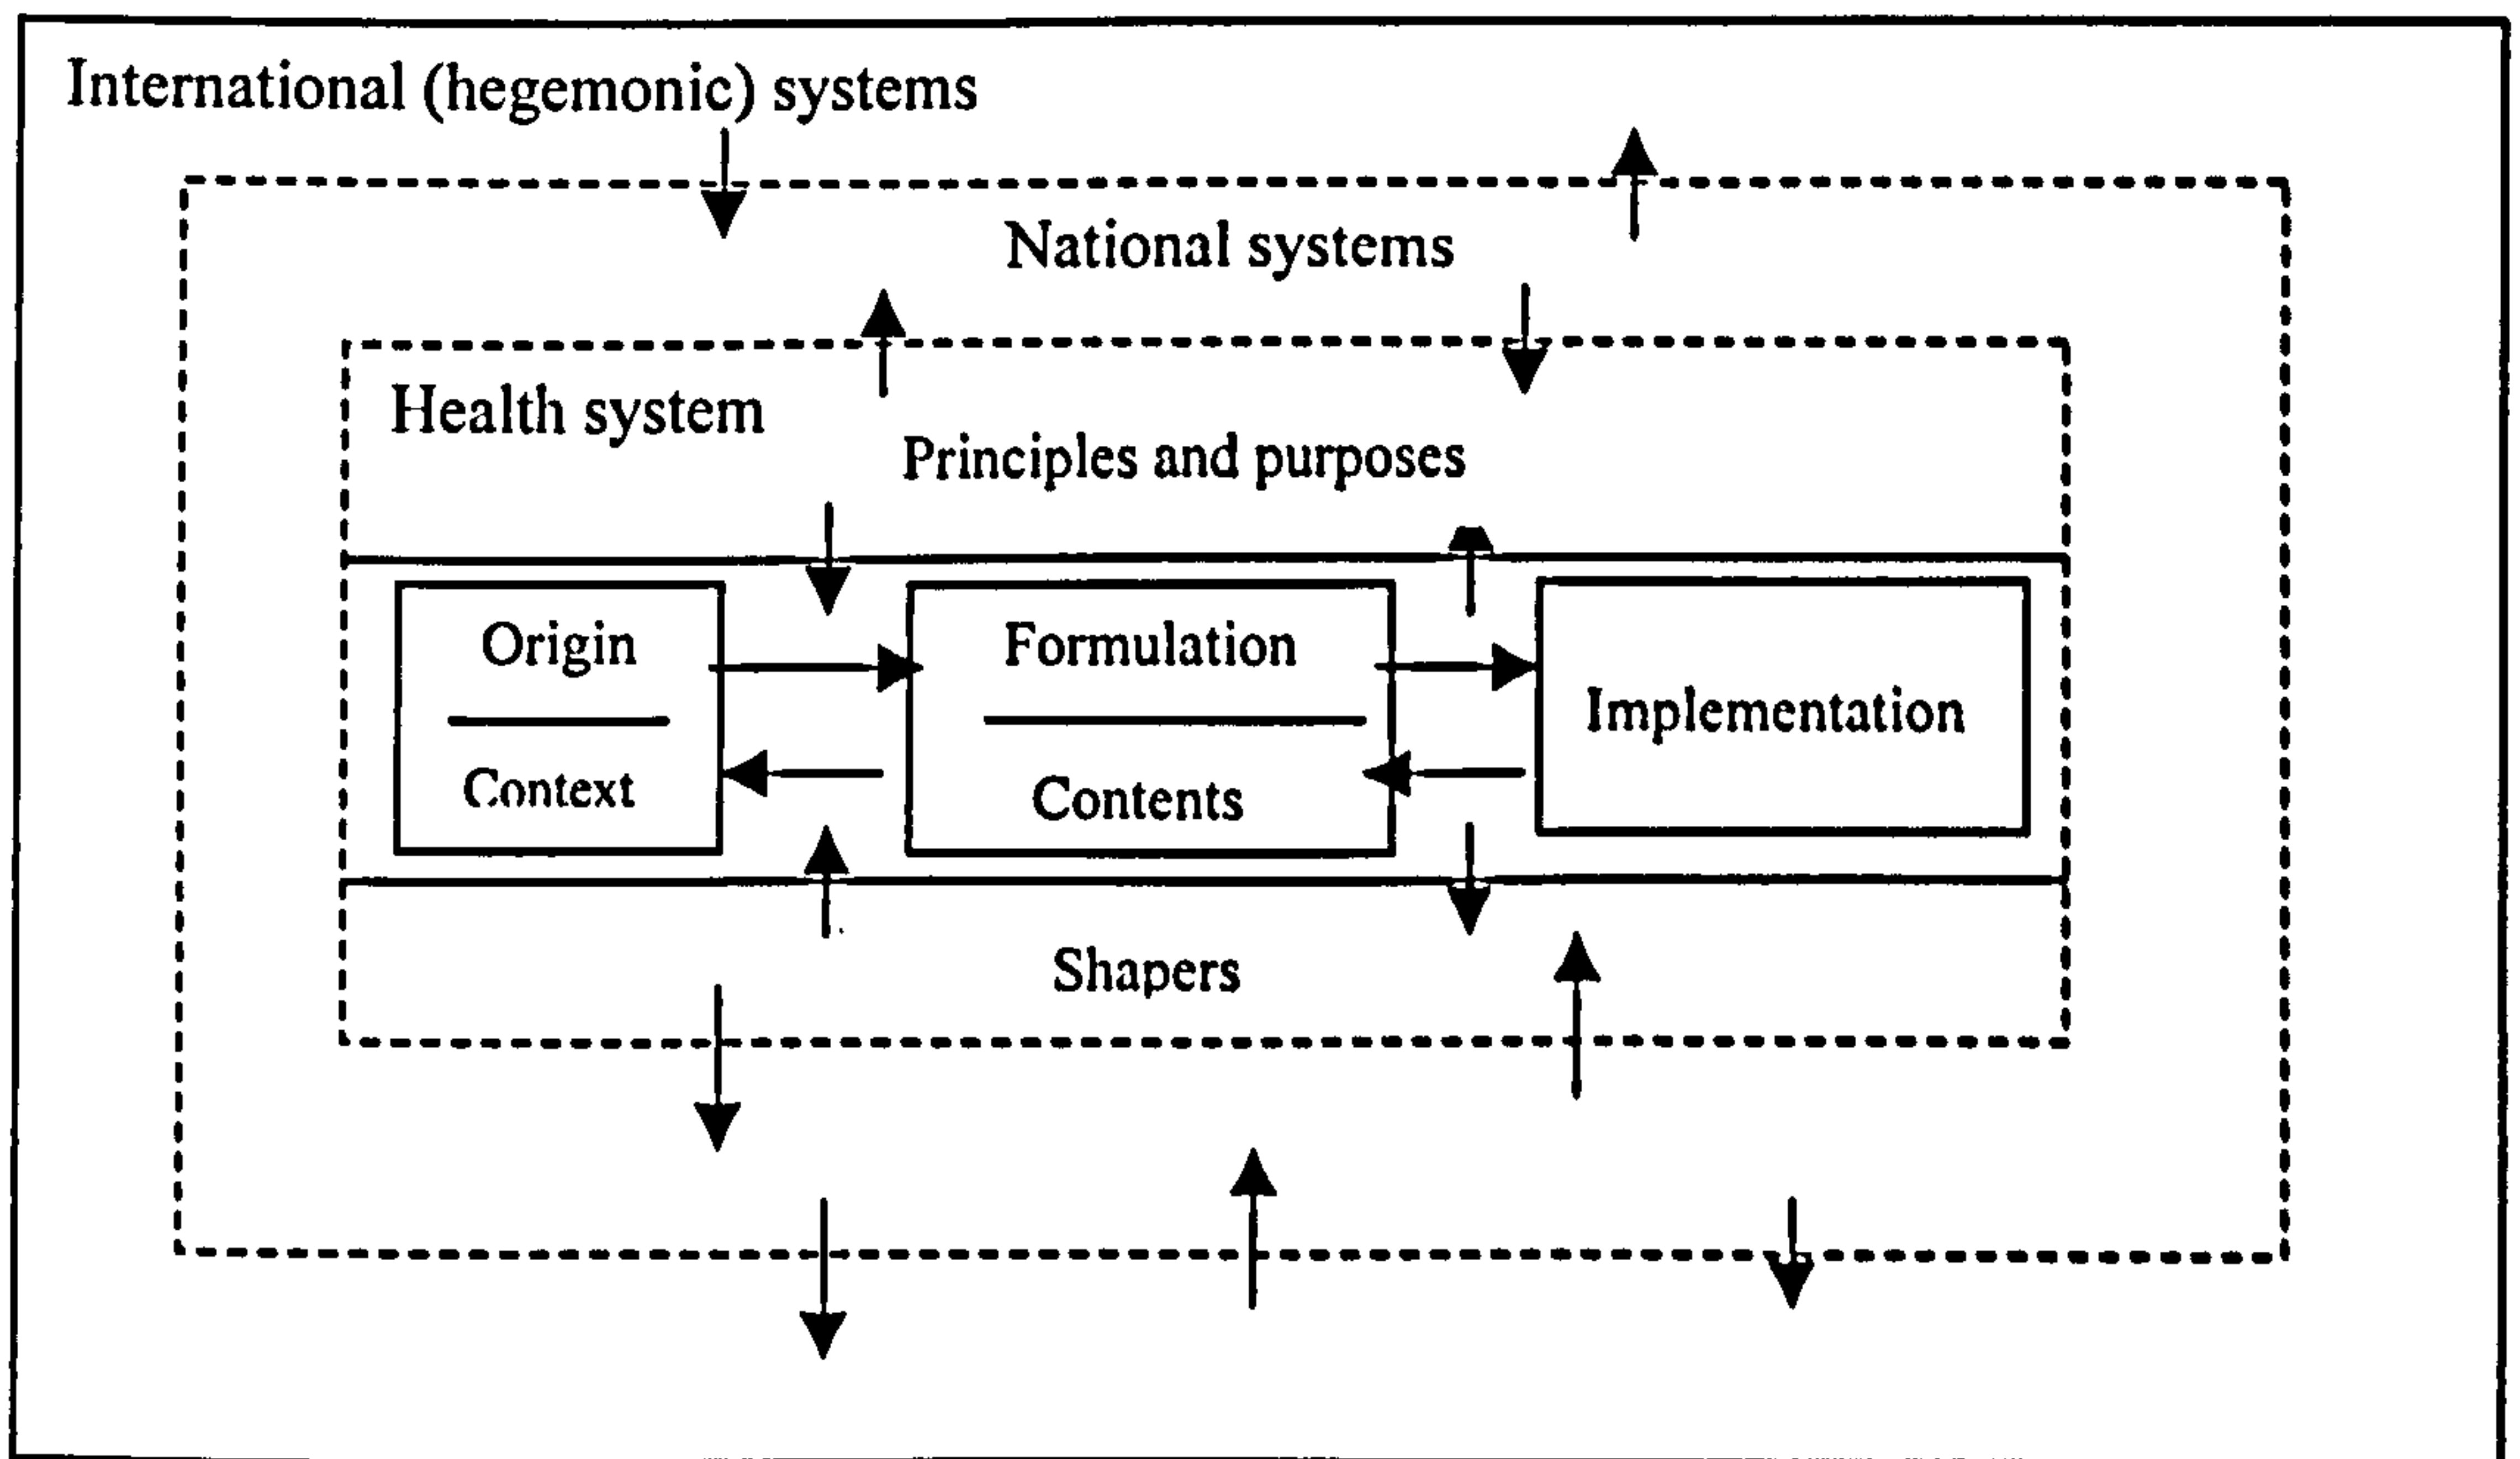 International (hegemonic) systems
National systems
Health system
Principles and purposes
Origin
Context
Formulation
Contents
Implementation
Shapers